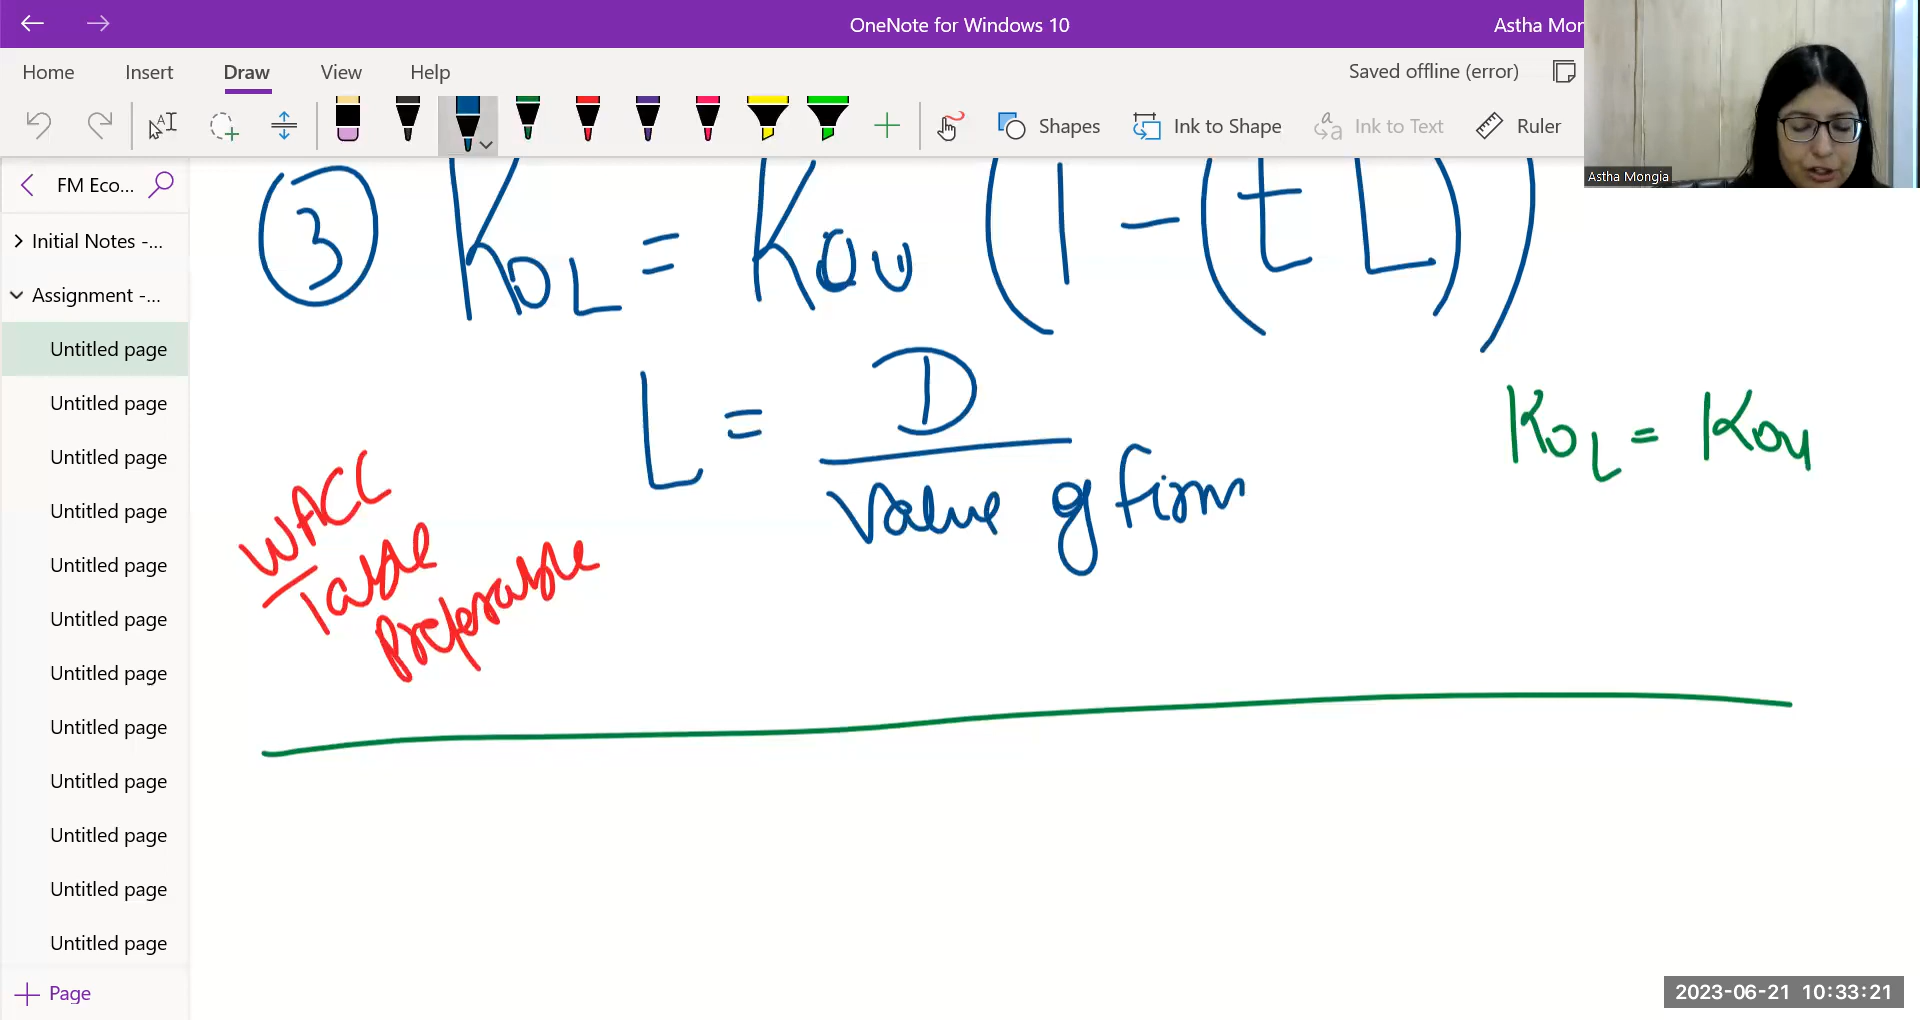 OneNote for Windows 10
Astha Mon
Home Insert Draw View Help
Saved offline (error)
Shapes Ink to Shape Ink to Text Ruler
Astha Mongia
FM Eco...
Initial Notes -...
Assignment -...
Untitled page
Untitled page
Untitled page
Untitled page
Untitled page
Untitled page
Untitled page
Untitled page
Untitled page
Untitled page
Untitled page
Untitled page
Page
3 KOL = KOU (1 - (t L))
L = D
Value of firm
KOL = KOU
WACC
Table
Preferable
2023-06-21 10:33:21